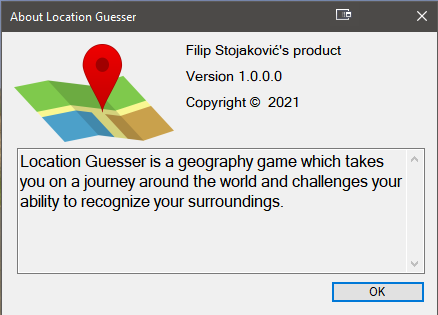 About Location Guesser
Filip Stojaković's product
Version 1.0.0.0
Copyright ©  2021
Location Guesser is a geography game which takes
you on a journey around the world and challenges your
ability to recognize your surroundings.
OK